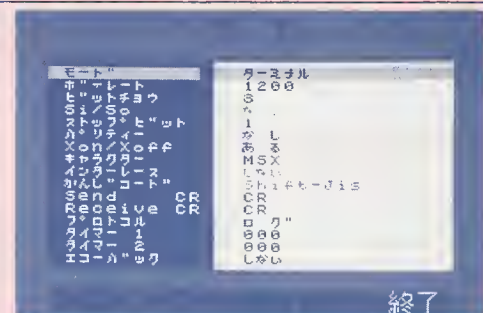 モート゛ ターミナル
ホ゛ーレート 1200
ヒ゛ットチョウ 8
Si/So
ストッフ゜ヒ゛ット 1
ハ゜リティー なし
Xon/Xoff ある
キャラクター MSX
インターレース しない
かんし゛コート゛ Shift-Jis
Send CR CR
Receive CR CR
フ゜ロトコル
タイマー 1 000
タイマー 2 000
エコーハ゛ック しない
終了